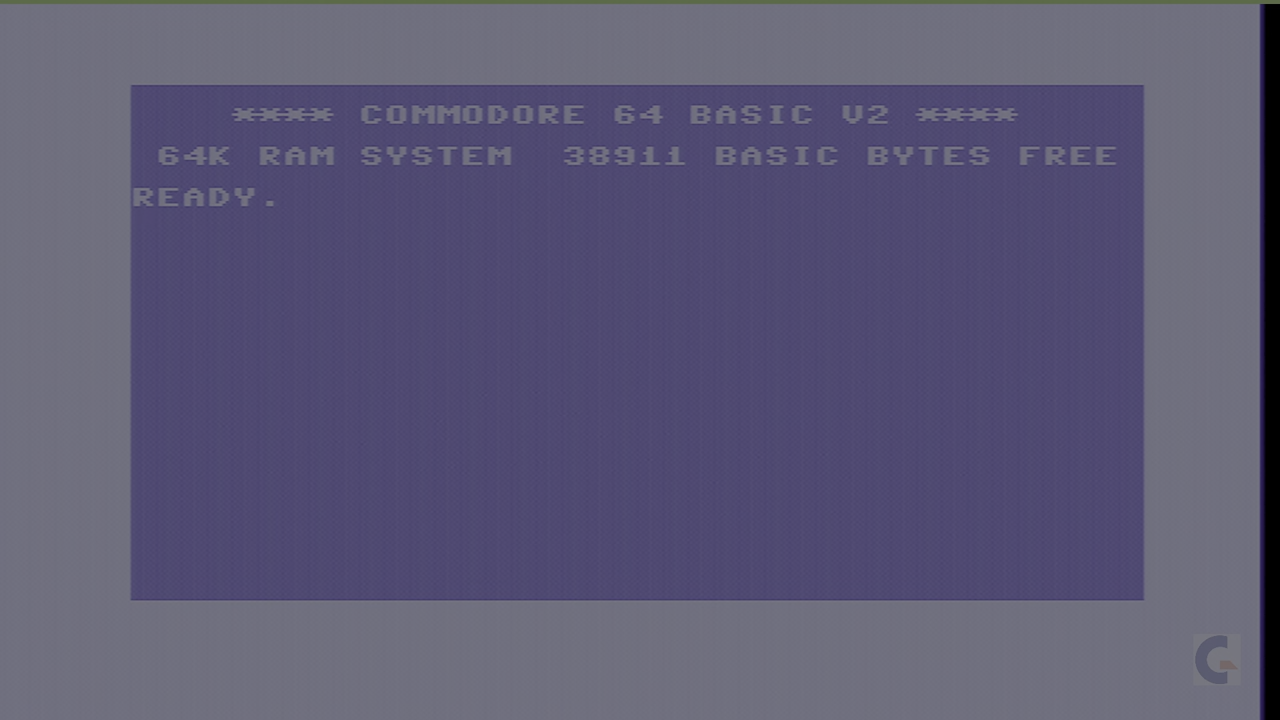 **** COMMODORE 64 BASIC V2 ****
64K RAM SYSTEM  38911 BASIC BYTES FREE
READY.